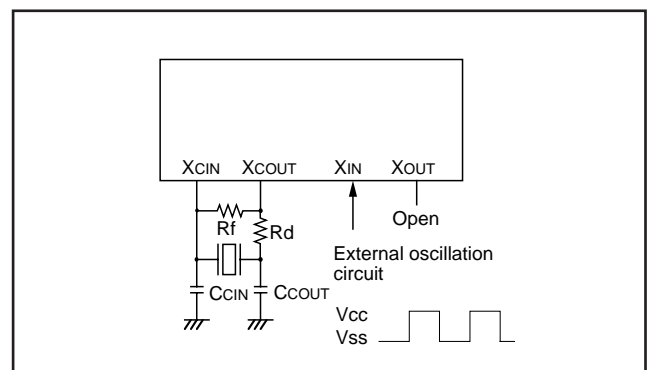 XCIN XCOUT XIN XOUT
Rf
Rd
Open
External oscillation
circuit
CCIN
CCOUT
Vcc
Vss